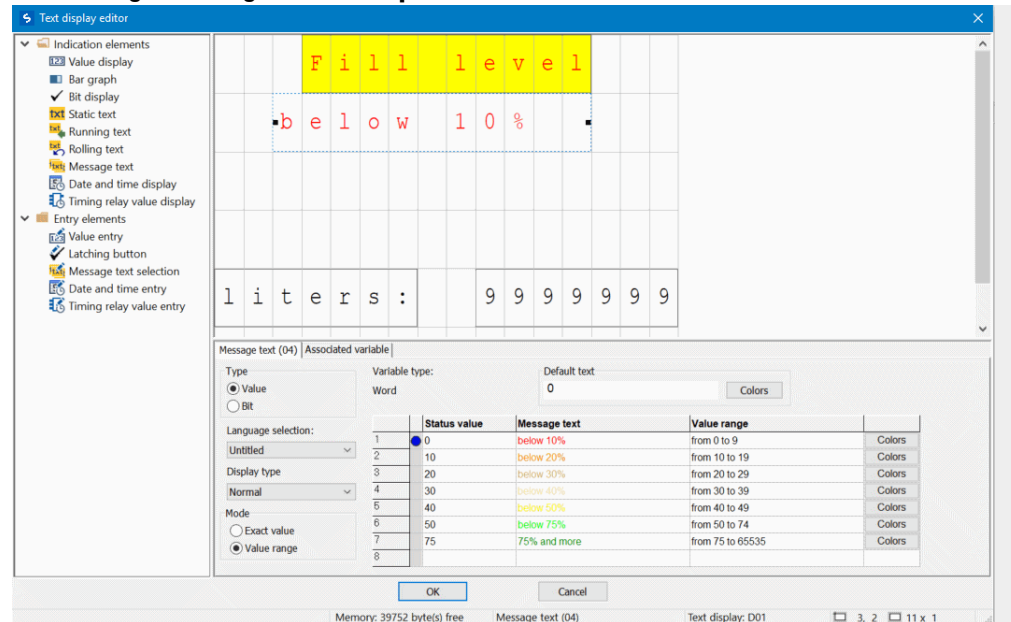 Text display editor
Indication elements
Value display
Bar graph
Bit display
Static text
Running text
Rolling text
Message text
Date and time display
Timing relay value display
Entry elements
Value entry
Latching button
Message text selection
Date and time entry
Timing relay value entry
Fill level
below 10%
liters: 9999999
Message text (04) Associated variable
Type
Value
Bit
Language selection:
Untitled
Display type
Normal
Mode
Exact value
Value range
Variable type:
Word
Default text
0 Colors
Status value Message text Value range
1 0 below 10% from 0 to 9 Colors
2 10 below 20% from 10 to 19 Colors
3 20 below 30% from 20 to 29 Colors
4 30 below 40% from 30 to 39 Colors
5 40 below 50% from 40 to 49 Colors
6 50 below 75% from 50 to 74 Colors
7 75 75% and more from 75 to 65535 Colors
8
OK Cancel
Memory: 39752 byte(s) free Message text (04) Text display: D01 3, 2 11 x 1